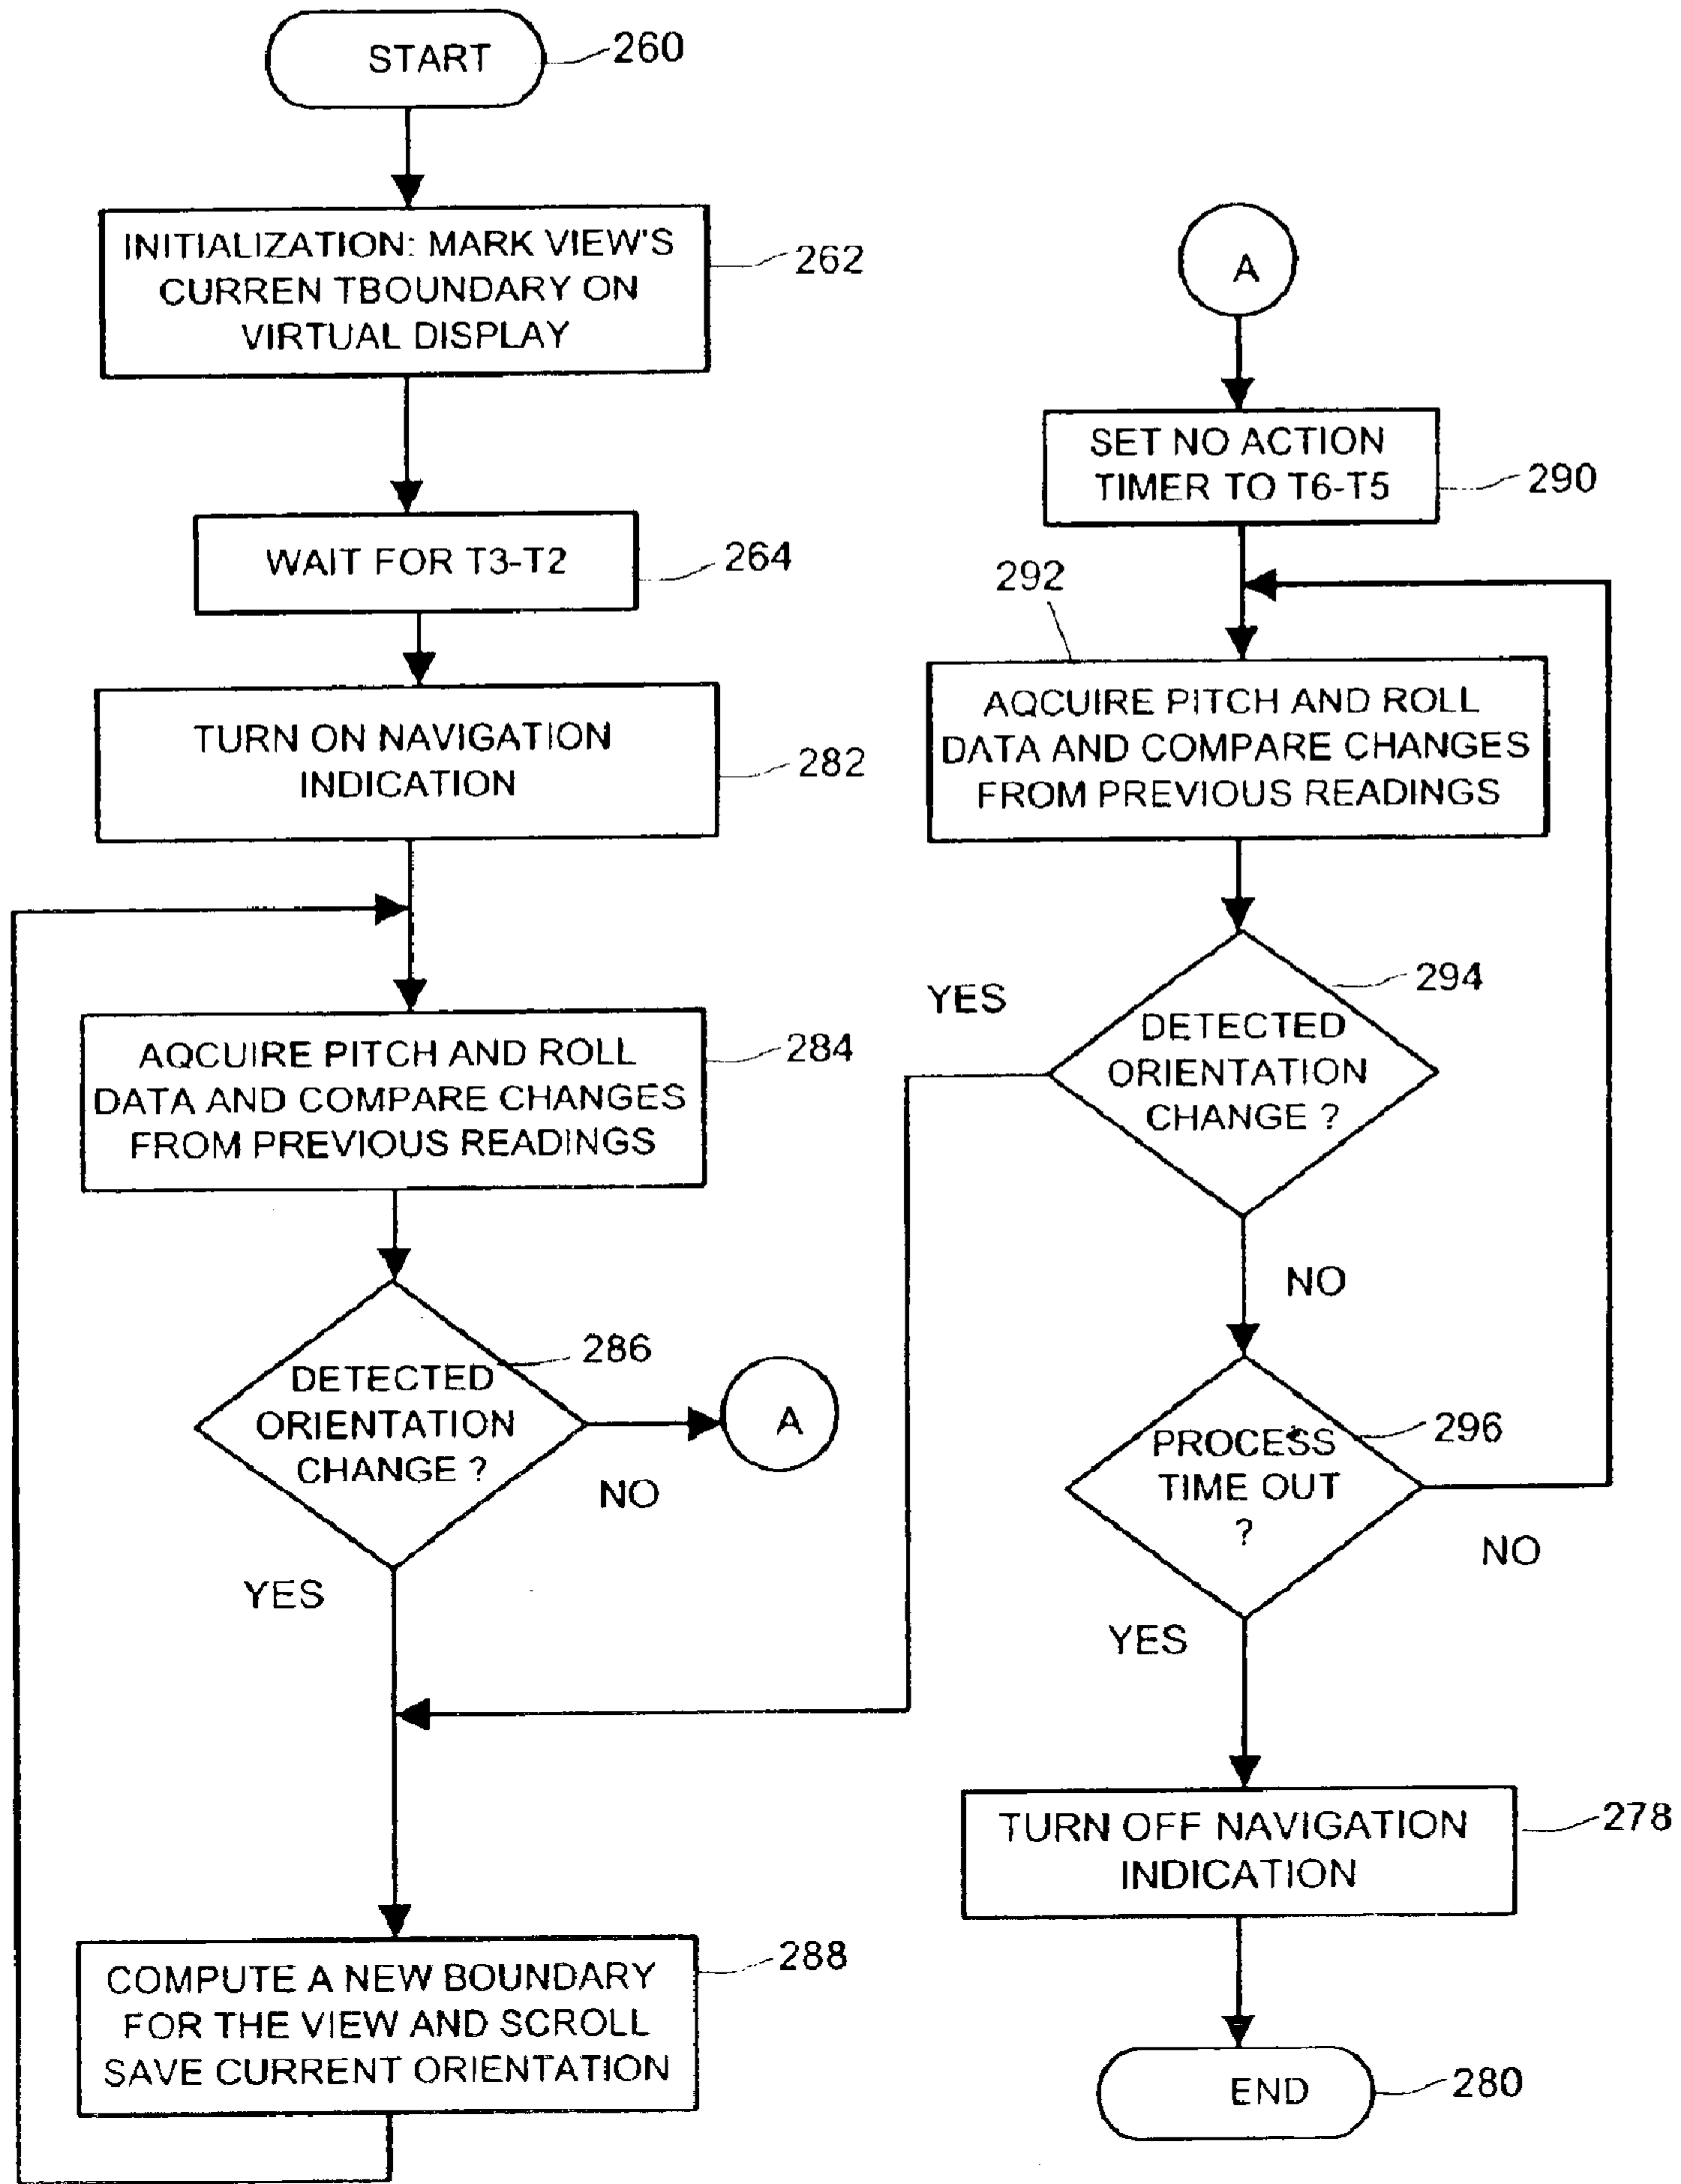 START
260
INITIALIZATION: MARK VIEW'S
CURREN TBOUNDARY ON
VIRTUAL DISPLAY
262
WAIT FOR T3-T2
264
TURN ON NAVIGATION
INDICATION
282
AQCUIRE PITCH AND ROLL
DATA AND COMPARE CHANGES
FROM PREVIOUS READINGS
284
DETECTED
ORIENTATION
CHANGE ?
286
NO
A
YES
COMPUTE A NEW BOUNDARY
FOR THE VIEW AND SCROLL
SAVE CURRENT ORIENTATION
288
A
SET NO ACTION
TIMER TO T6-T5
290
292
AQCUIRE PITCH AND ROLL
DATA AND COMPARE CHANGES
FROM PREVIOUS READINGS
YES
294
DETECTED
ORIENTATION
CHANGE ?
NO
PROCESS
TIME OUT
?
296
NO
YES
TURN OFF NAVIGATION
INDICATION
278
END
280